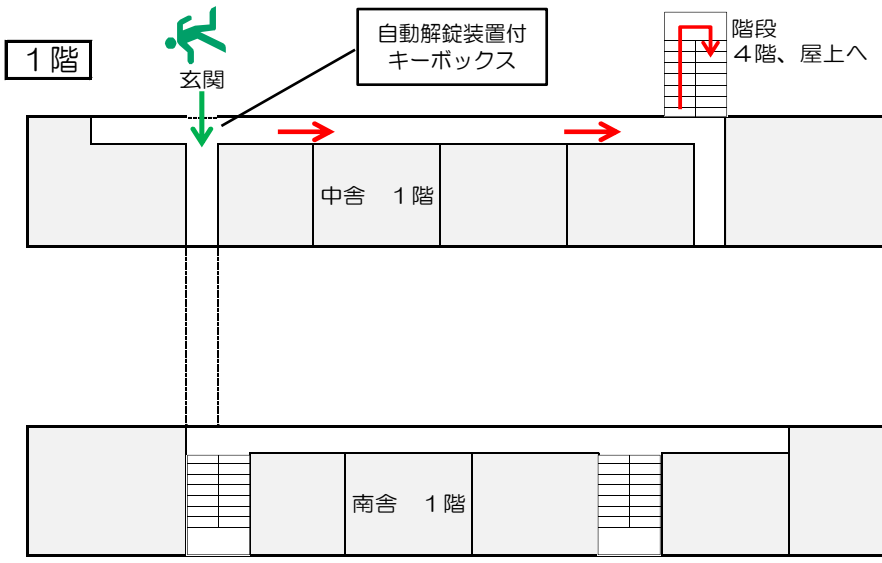 １階
玄関
自動解錠装置付
キーボックス
階段
４階、屋上へ
中舎　１階
南舎　１階